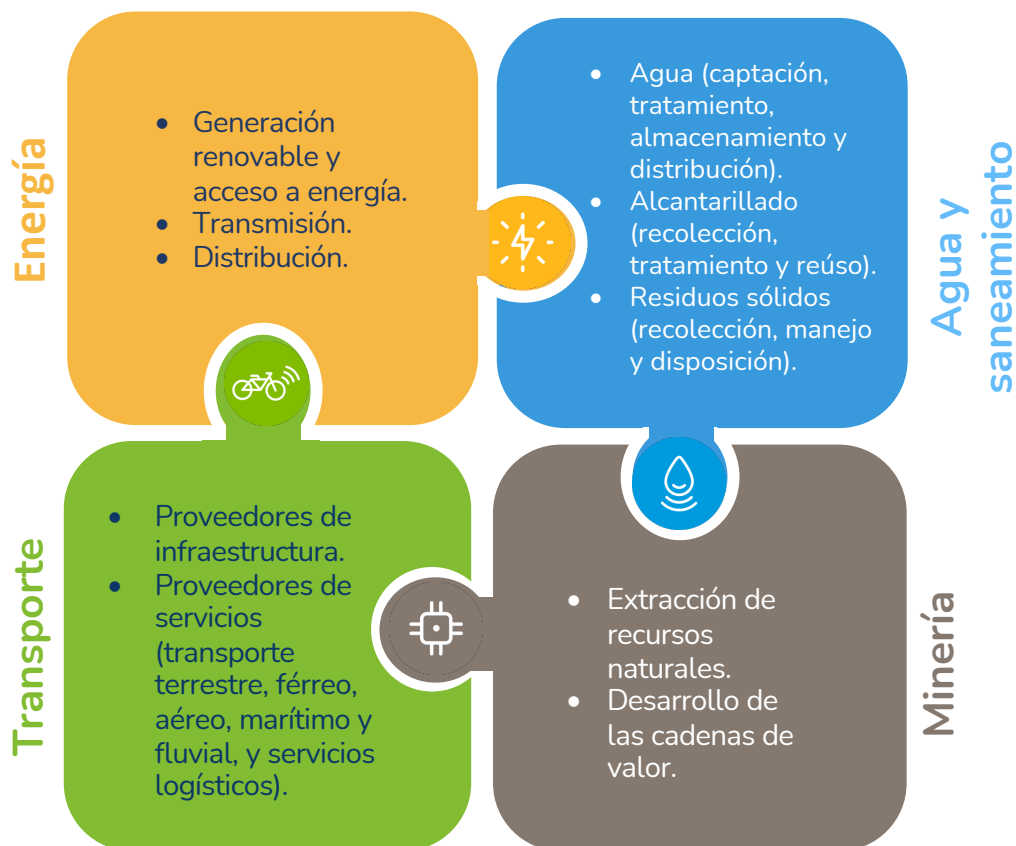 Energía
• Generación
renovable y
acceso a energía.
• Transmisión.
• Distribución.
• Agua (captación,
tratamiento,
almacenamiento y
distribución).
• Alcantarillado
(recolección,
tratamiento y reúso).
• Residuos sólidos
(recolección, manejo
y disposición).
Agua y
saneamiento
Transporte
• Proveedores de
infraestructura.
• Proveedores de
servicios
(transporte
terrestre, férreo,
aéreo, marítimo y
fluvial, y servicios
logísticos).
• Extracción de
recursos
naturales.
• Desarrollo de
las cadenas de
valor.
Minería